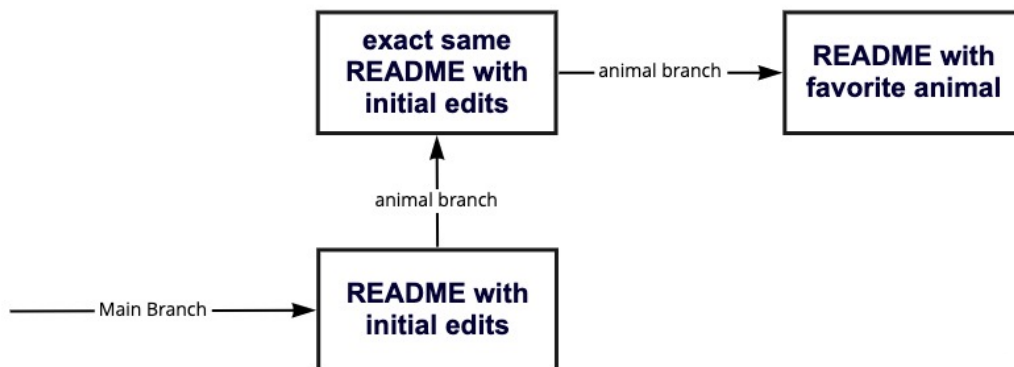 exact same
README with
initial edits
animal branch
README with
favorite animal
animal branch
Main Branch
README with
initial edits